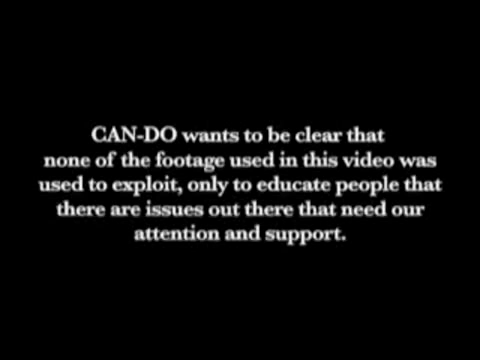 CAN-DO wants to be clear that
none of the footage used in this video was
used to exploit, only to educate people that
there are issues out there that need our
attention and support.